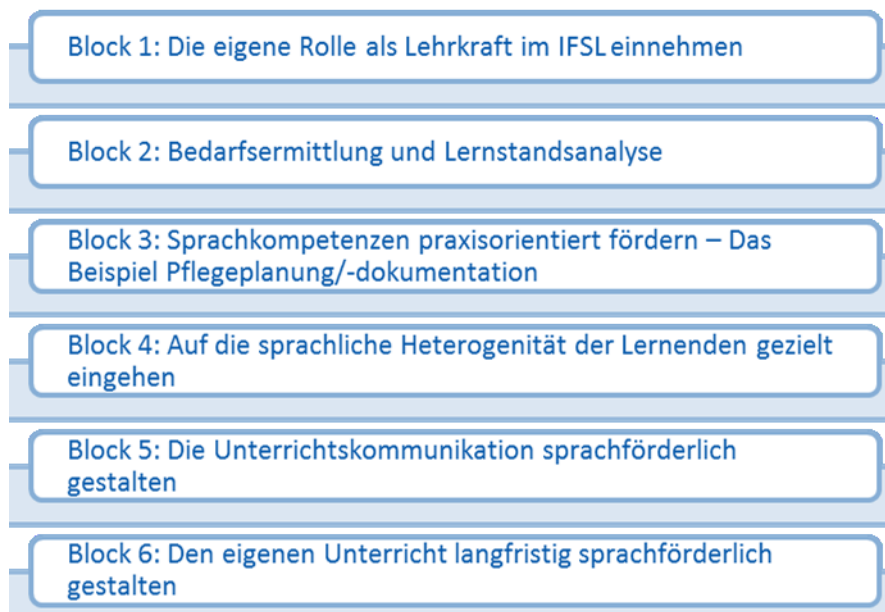 Block 1: Die eigene Rolle als Lehrkraft im IFSL einnehmen
Block 2: Bedarfsermittlung und Lernstandsanalyse
Block 3: Sprachkompetenzen praxisorientiert fördern – Das
Beispiel Pflegeplanung/-dokumentation
Block 4: Auf die sprachliche Heterogenität der Lernenden gezielt
eingehen
Block 5: Die Unterrichtskommunikation sprachförderlich
gestalten
Block 6: Den eigenen Unterricht langfristig sprachförderlich
gestalten